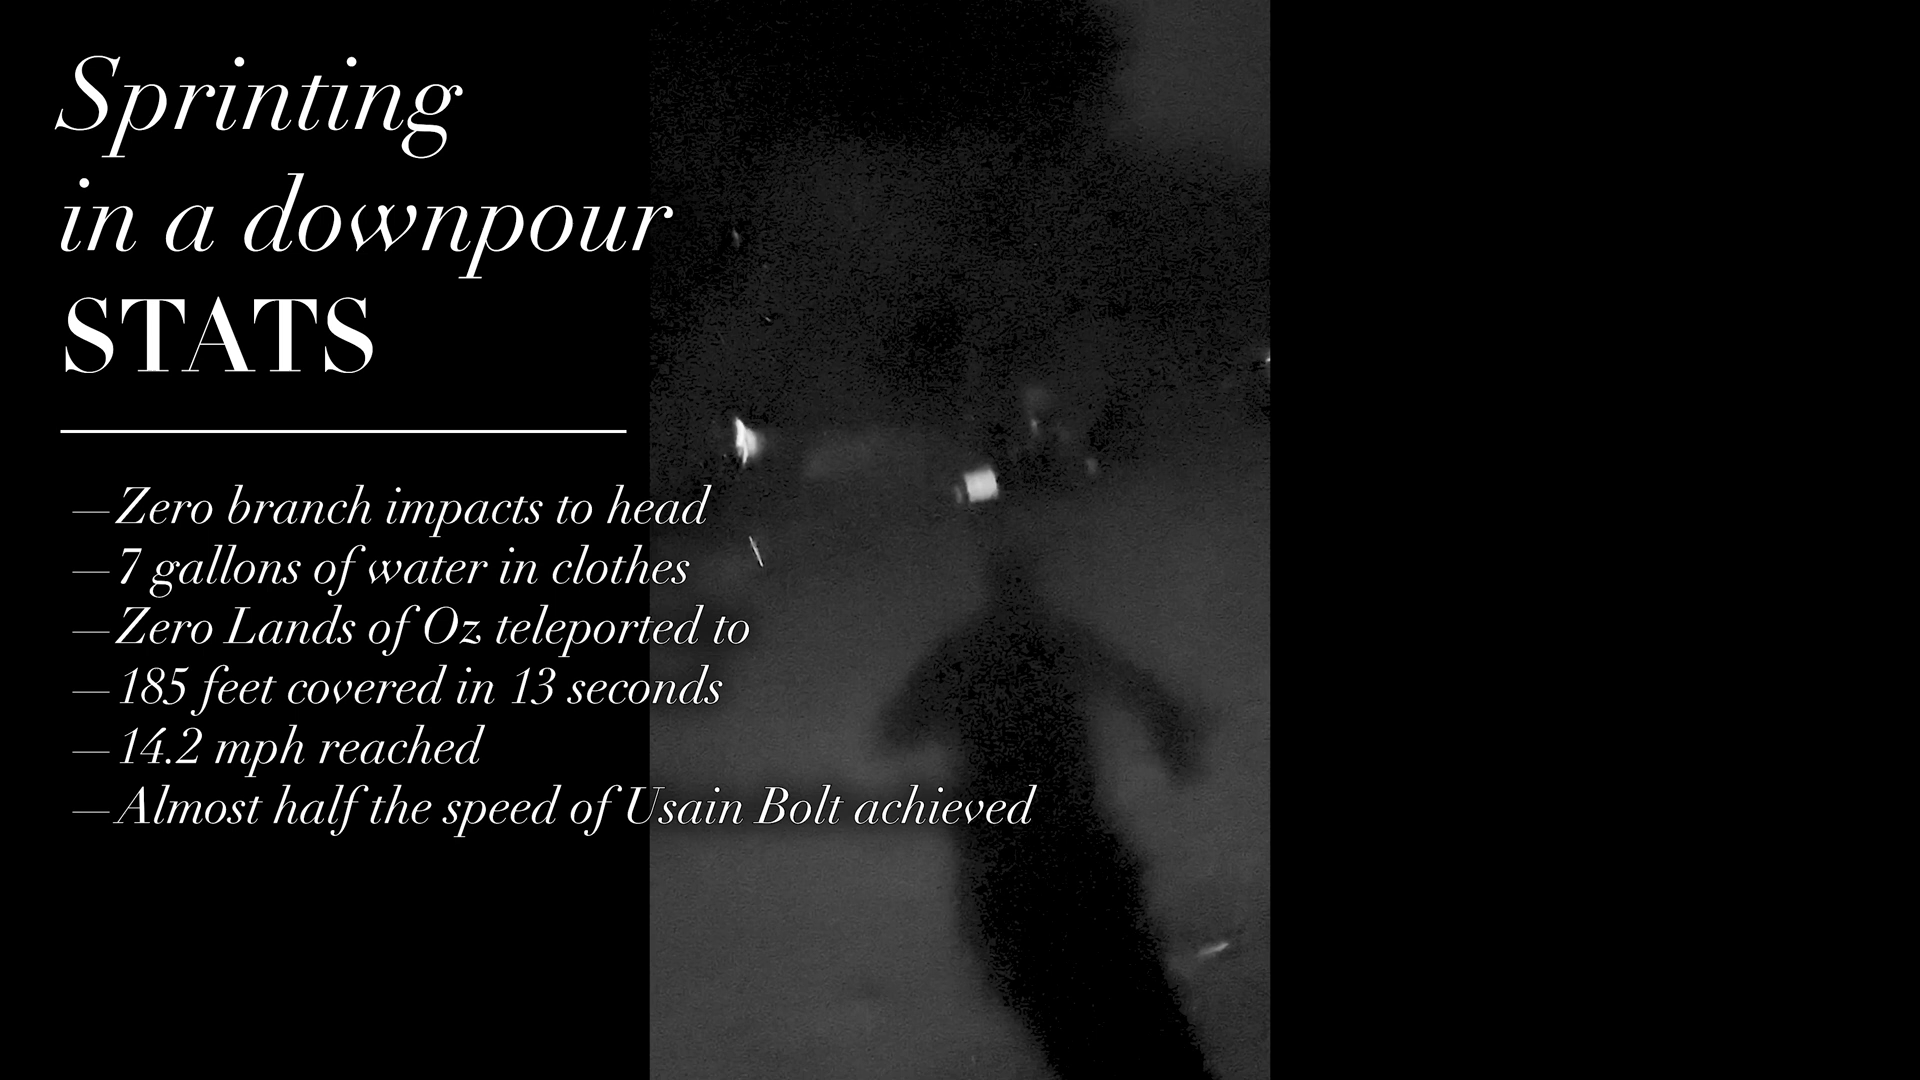 Sprinting
in a downpour
STATS
—Zero branch impacts to head
—7 gallons of water in clothes
—Zero Lands of Oz teleported to
—185 feet covered in 13 seconds
—14.2 mph reached
—Almost half the speed of Usain Bolt achieved